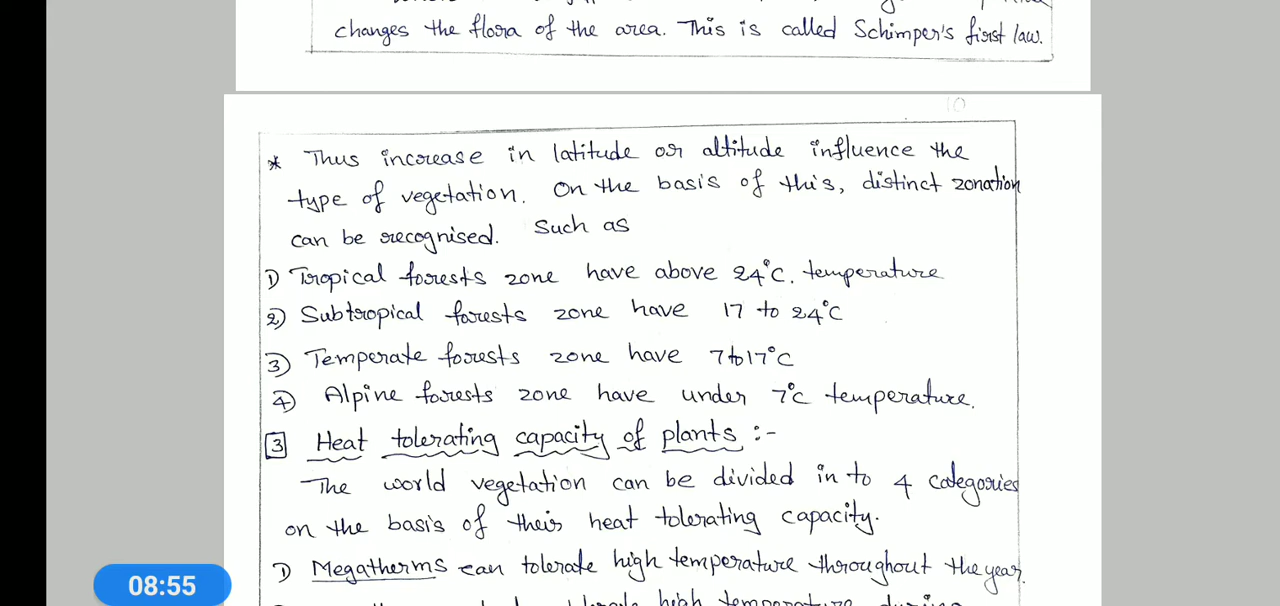 changes the flora of the area. This is called Schimper's first law.
10
* Thus increase in latitude or altitude influence the
type of vegetation. On the basis of this, distinct zonation
can be recognised. Such as
1) Tropical forests zone have above 24°C. temperature
2) Subtropical forests zone have 17 to 24°C
3) Temperate forests zone have 7 to 17°C
4) Alpine forests zone have under 7°C temperature.
3 Heat tolerating capacity of plants :-
The world vegetation can be divided in to 4 categories
on the basis of their heat tolerating capacity.
1) Megatherms can tolerate high temperature throughout the year.
high temperature during
08:55